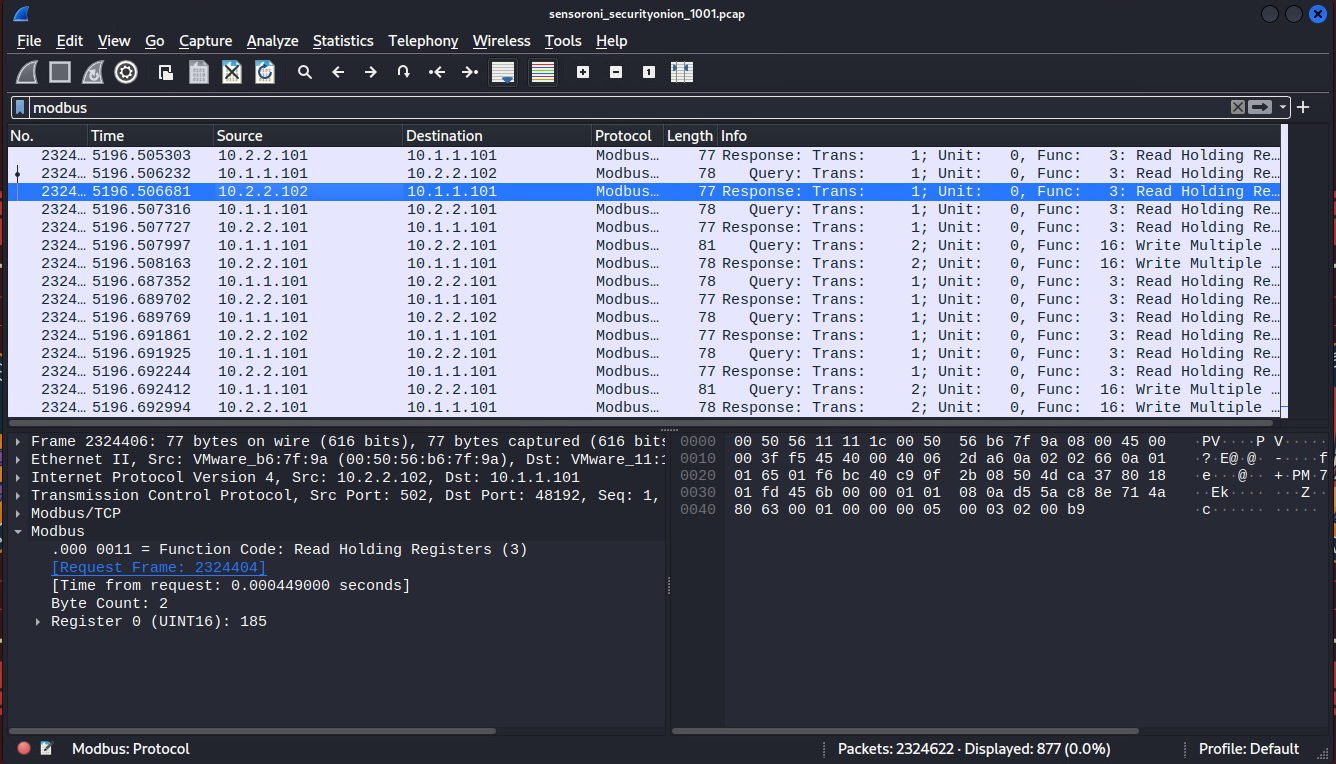 sensoroni_securityonion_1001.pcap
File Edit View Go Capture Analyze Statistics Telephony Wireless Tools Help
modbus
No. Time Source Destination Protocol Length Info
2324… 5196.505303 10.2.2.101 10.1.1.101 Modbus… 77 Response: Trans: 1; Unit: 0, Func: 3: Read Holding Re…
2324… 5196.506232 10.1.1.101 10.2.2.102 Modbus… 78 Query: Trans: 1; Unit: 0, Func: 3: Read Holding Re…
2324… 5196.506681 10.2.2.102 10.1.1.101 Modbus… 77 Response: Trans: 1; Unit: 0, Func: 3: Read Holding Re…
2324… 5196.507316 10.1.1.101 10.2.2.101 Modbus… 78 Query: Trans: 1; Unit: 0, Func: 3: Read Holding Re…
2324… 5196.507727 10.2.2.101 10.1.1.101 Modbus… 77 Response: Trans: 1; Unit: 0, Func: 3: Read Holding Re…
2324… 5196.507997 10.1.1.101 10.2.2.101 Modbus… 81 Query: Trans: 2; Unit: 0, Func: 16: Write Multiple …
2324… 5196.508163 10.2.2.101 10.1.1.101 Modbus… 78 Response: Trans: 2; Unit: 0, Func: 16: Write Multiple …
2324… 5196.687352 10.1.1.101 10.2.2.101 Modbus… 78 Query: Trans: 1; Unit: 0, Func: 3: Read Holding Re…
2324… 5196.689702 10.2.2.101 10.1.1.101 Modbus… 77 Response: Trans: 1; Unit: 0, Func: 3: Read Holding Re…
2324… 5196.689769 10.1.1.101 10.2.2.102 Modbus… 78 Query: Trans: 1; Unit: 0, Func: 3: Read Holding Re…
2324… 5196.691861 10.2.2.102 10.1.1.101 Modbus… 77 Response: Trans: 1; Unit: 0, Func: 3: Read Holding Re…
2324… 5196.691925 10.1.1.101 10.2.2.101 Modbus… 78 Query: Trans: 1; Unit: 0, Func: 3: Read Holding Re…
2324… 5196.692244 10.2.2.101 10.1.1.101 Modbus… 77 Response: Trans: 1; Unit: 0, Func: 3: Read Holding Re…
2324… 5196.692412 10.1.1.101 10.2.2.101 Modbus… 81 Query: Trans: 2; Unit: 0, Func: 16: Write Multiple …
2324… 5196.692994 10.2.2.101 10.1.1.101 Modbus… 78 Response: Trans: 2; Unit: 0, Func: 16: Write Multiple …
Frame 2324406: 77 bytes on wire (616 bits), 77 bytes captured (616 bits
Ethernet II, Src: VMware_b6:7f:9a (00:50:56:b6:7f:9a), Dst: VMware_11:1
Internet Protocol Version 4, Src: 10.2.2.102, Dst: 10.1.1.101
Transmission Control Protocol, Src Port: 502, Dst Port: 48192, Seq: 1,
Modbus/TCP
Modbus
.000 0011 = Function Code: Read Holding Registers (3)
[Request Frame: 2324404]
[Time from request: 0.000449000 seconds]
Byte Count: 2
Register 0 (UINT16): 185
0000 00 50 56 11 11 1c 00 50 56 b6 7f 9a 08 00 45 00 ·PV····P V·····
0010 00 3f f5 45 40 00 40 06 2d a6 0a 02 02 66 0a 01 ·?·E@·@· -····f
0020 01 65 01 f6 bc 40 c9 0f 2b 08 50 4d ca 37 80 18 ·e···@·· +·PM·7
0030 01 fd 45 6b 00 00 01 01 08 0a d5 5a c8 8e 71 4a ··Ek···· ···Z
0040 80 63 00 01 00 00 00 05 00 03 02 00 b9 ·c······ ·····
Modbus: Protocol
Packets: 2324622 · Displayed: 877 (0.0%)
Profile: Default